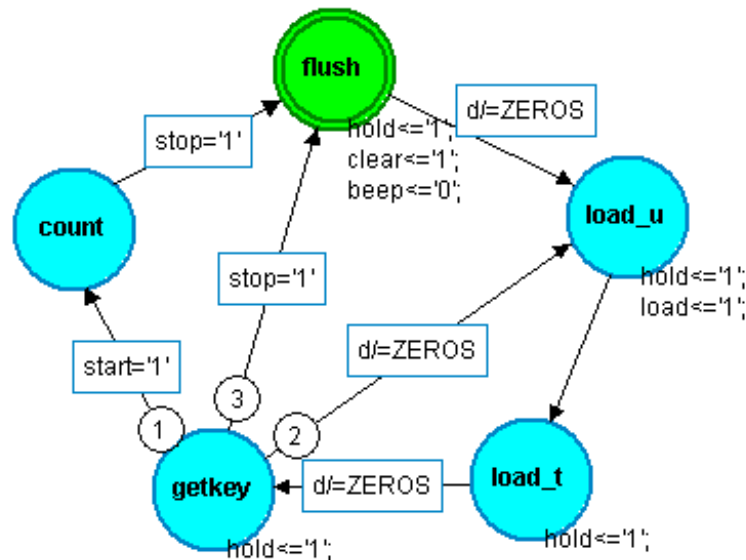 flush
d/=ZEROS
hold<='1';
clear<='1';
beep<='0';
stop='1'
count
load_u
hold<='1';
load<='1';
stop='1'
d/=ZEROS
start='1'
3
1
2
getkey
d/=ZEROS
load_t
hold<='1';
hold<='1';